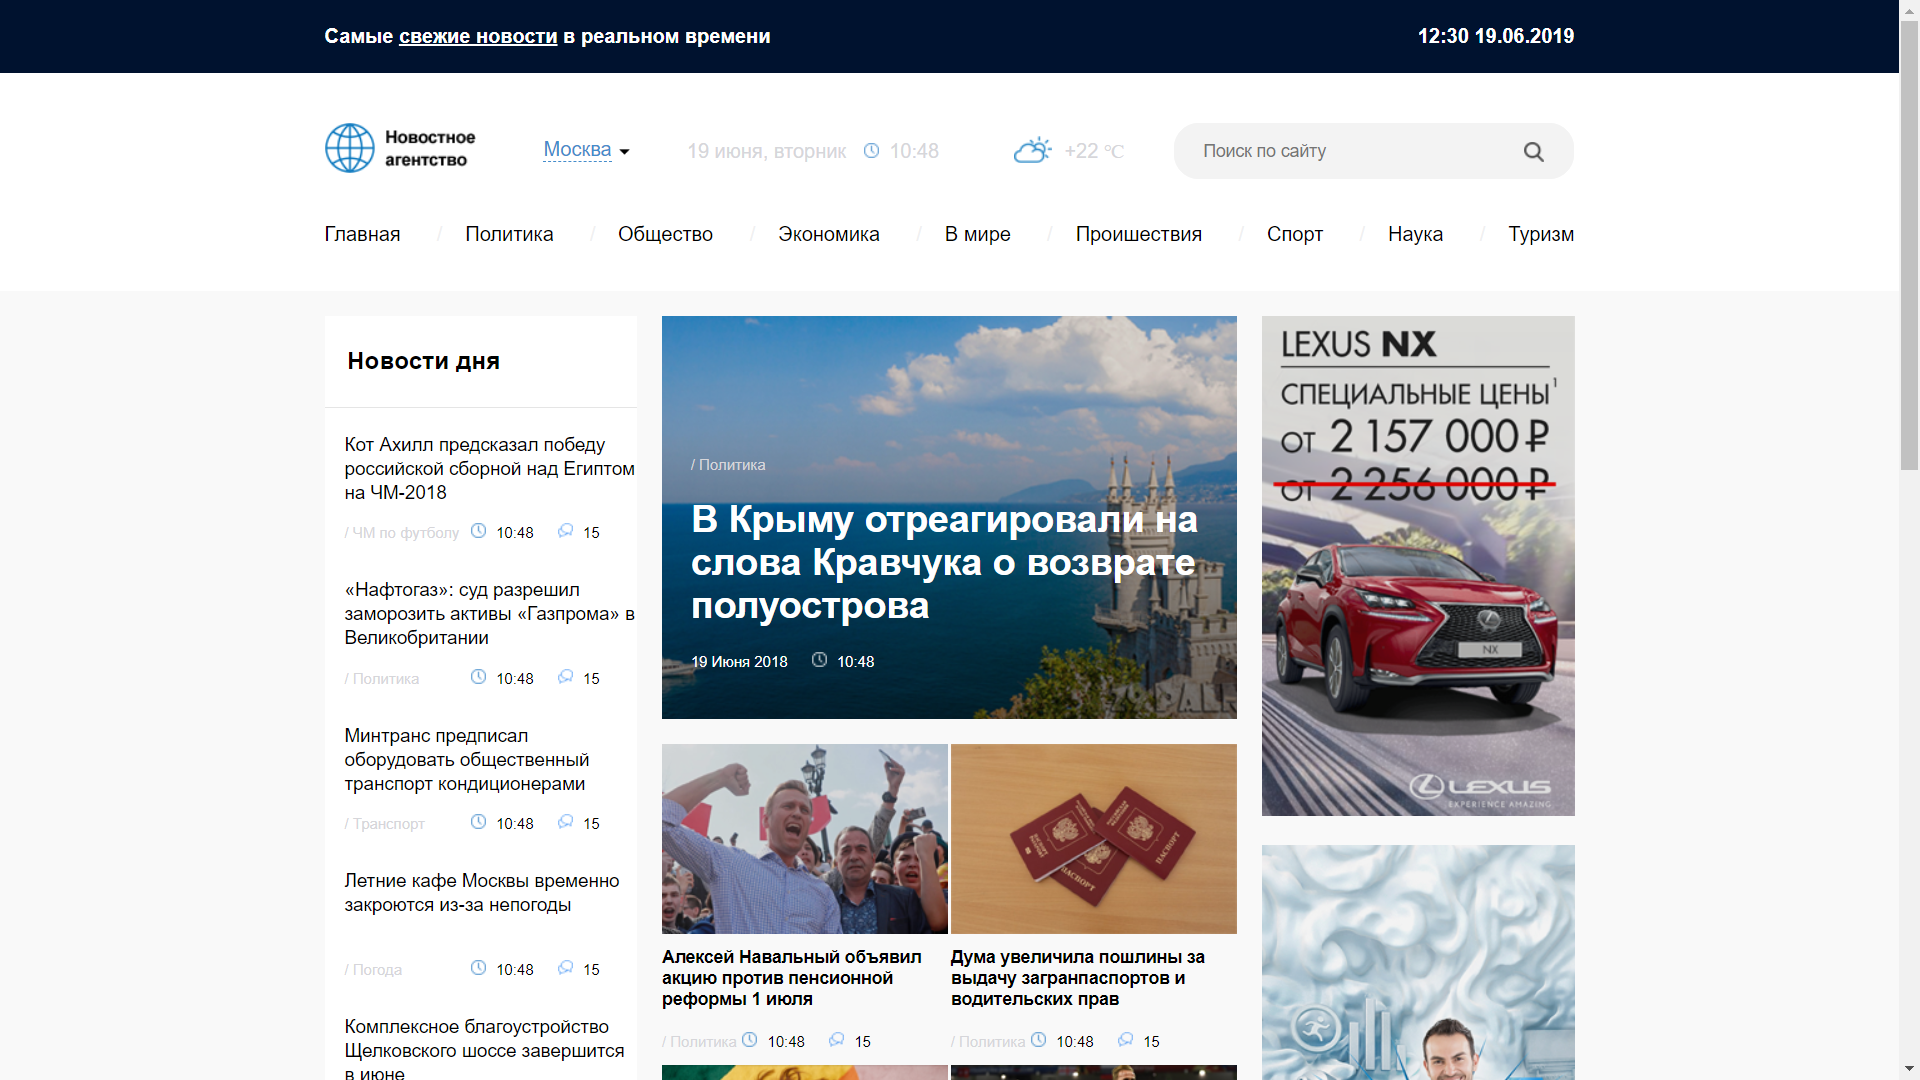 Самые свежие новости в реальном времени
12:30 19.06.2019
Новостное
агентство
Москва
19 июня, вторник
10:48
+22 °C
Поиск по сайту
Главная / Политика / Общество / Экономика / В мире / Проишествия / Спорт / Наука / Туризм
Новости дня
Кот Ахилл предсказал победу
российской сборной над Египтом
на ЧМ-2018
/ ЧМ по футболу 10:48 15
«Нафтогаз»: суд разрешил
заморозить активы «Газпрома» в
Великобритании
/ Политика 10:48 15
Минтранс предписал
оборудовать общественный
транспорт кондиционерами
/ Транспорт 10:48 15
Летние кафе Москвы временно
закроются из-за непогоды
/ Погода 10:48 15
Комплексное благоустройство
Щелковского шоссе завершится
в июне
/ Политика
В Крыму отреагировали на
слова Кравчука о возврате
полуострова
19 Июня 2018 10:48
Алексей Навальный объявил
акцию против пенсионной
реформы 1 июля
/ Политика 10:48 15
ПАСПОРТ
ПАСПОРТ
ПАСПОРТ
Дума увеличила пошлины за
выдачу загранпаспортов и
водительских прав
/ Политика 10:48 15
LEXUS NX
СПЕЦИАЛЬНЫЕ ЦЕНЫ¹
ОТ 2 157 000 ₽
ОТ 2 256 000 ₽
NX
LEXUS
EXPERIENCE AMAZING